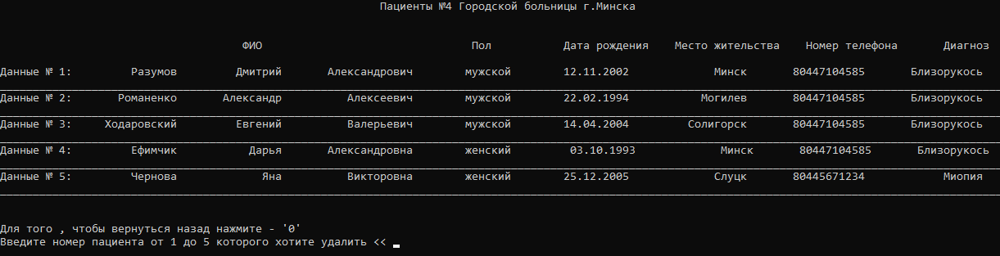 Пациенты №4 Городской больницы г.Минска
ФИО Пол Дата рождения Место жительства Номер телефона Диагноз
Данные № 1: Разумов Дмитрий Александрович мужской 12.11.2002 Минск 80447104585 Близорукось
Данные № 2: Романенко Александр Алексеевич мужской 22.02.1994 Могилев 80447104585 Близорукось
Данные № 3: Ходаровский Евгений Валерьевич мужской 14.04.2004 Солигорск 80447104585 Близорукось
Данные № 4: Ефимчик Дарья Александровна женский 03.10.1993 Минск 80447104585 Близорукось
Данные № 5: Чернова Яна Викторовна женский 25.12.2005 Слуцк 80445671234 Миопия
Для того , чтобы вернуться назад нажмите - '0'
Введите номер пациента от 1 до 5 которого хотите удалить <<